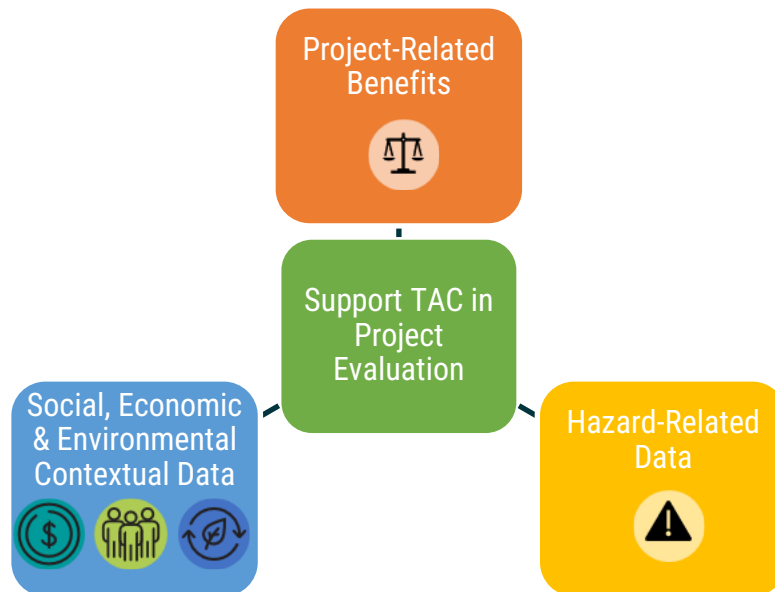 Project-Related
Benefits
Support TAC in
Project
Evaluation
Social, Economic
& Environmental
Contextual Data
$
Hazard-Related
Data